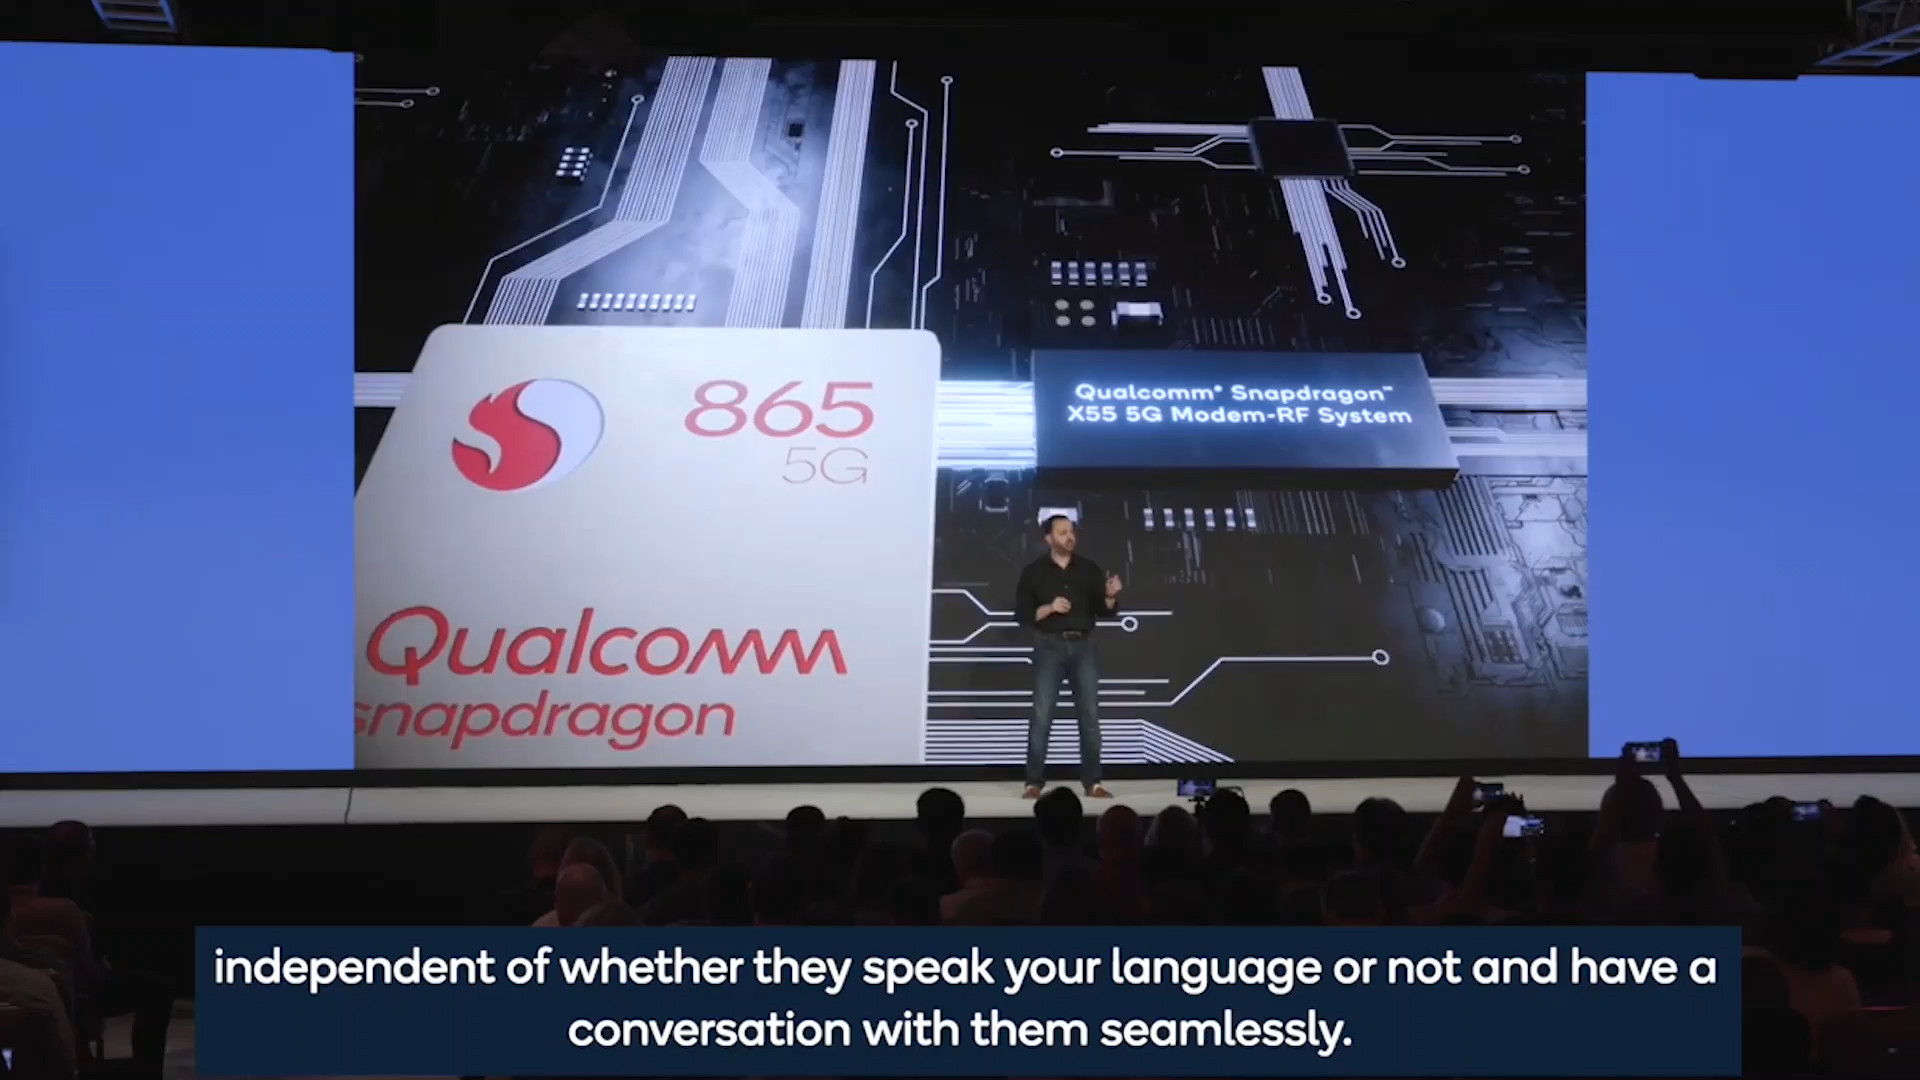 865
5G
Qualcomm
snapdragon
Qualcomm® Snapdragon™
X55 5G Modem-RF System
independent of whether they speak your language or not and have a
conversation with them seamlessly.